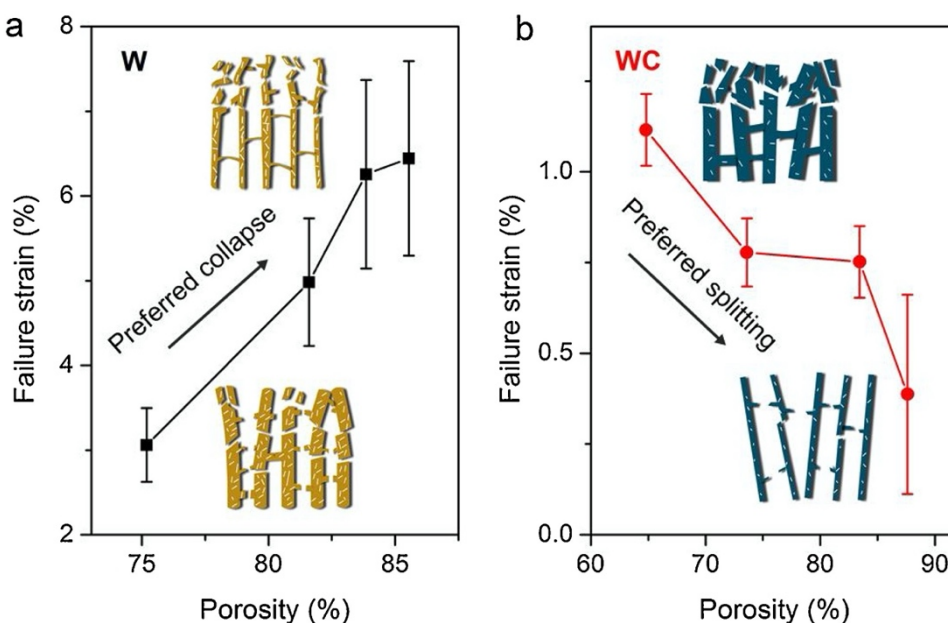 a
W
8
6
4
2
Failure strain (%)
Preferred collapse
75
80
85
Porosity (%)
b
WC
1.0
0.5
0.0
Failure strain (%)
Preferred splitting
60
70
80
90
Porosity (%)